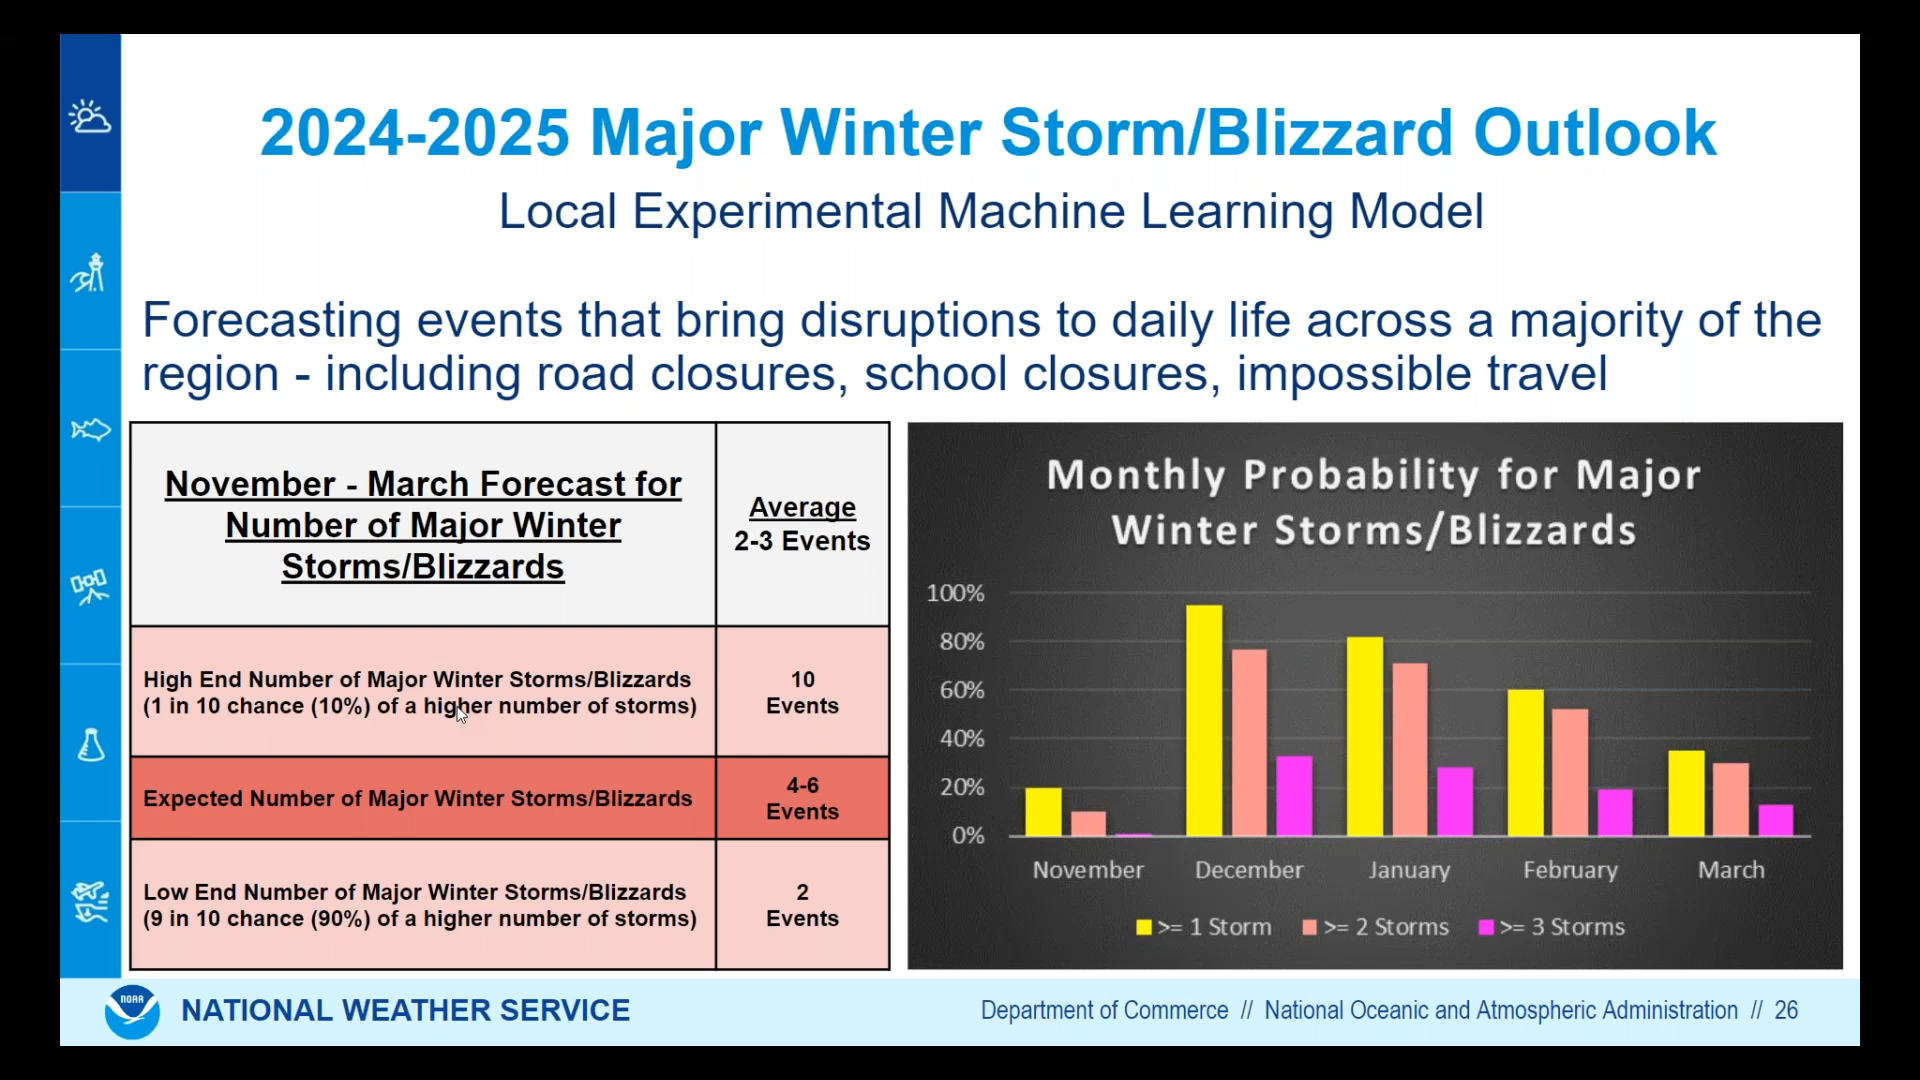 2024-2025 Major Winter Storm/Blizzard Outlook
Local Experimental Machine Learning Model
Forecasting events that bring disruptions to daily life across a majority of the
region - including road closures, school closures, impossible travel
November - March Forecast for
Number of Major Winter
Storms/Blizzards
Average
2-3 Events
High End Number of Major Winter Storms/Blizzards
(1 in 10 chance (10%) of a higher number of storms)
10
Events
Expected Number of Major Winter Storms/Blizzards
4-6
Events
Low End Number of Major Winter Storms/Blizzards
(9 in 10 chance (90%) of a higher number of storms)
2
Events
Monthly Probability for Major
Winter Storms/Blizzards
100%
80%
60%
40%
20%
0%
November December January February March
>= 1 Storm >= 2 Storms >= 3 Storms
NOAA
NATIONAL WEATHER SERVICE
Department of Commerce // National Oceanic and Atmospheric Administration // 26